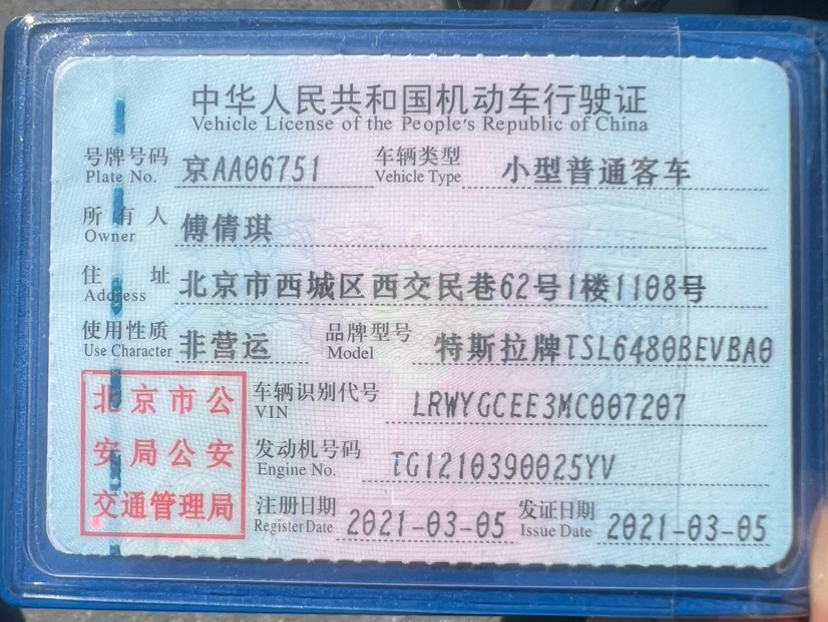 中华人民共和国机动车行驶证
Vehicle License of the People's Republic of China
号牌号码 京AA06751 车辆类型 小型普通客车
Plate No. Vehicle Type
所有人 傅倩琪
Owner
住址 北京市西城区西交民巷62号1楼1108号
Address
使用性质 非营运 品牌型号 特斯拉牌TSL6480BEVBA0
Use Character Model
北京市公安局公安交通管理局
车辆识别代号 LRWYGCEE3MC007207
VIN
发动机号码 TG1210390025YV
Engine No.
注册日期 2021-03-05 发证日期 2021-03-05
Register Date Issue Date